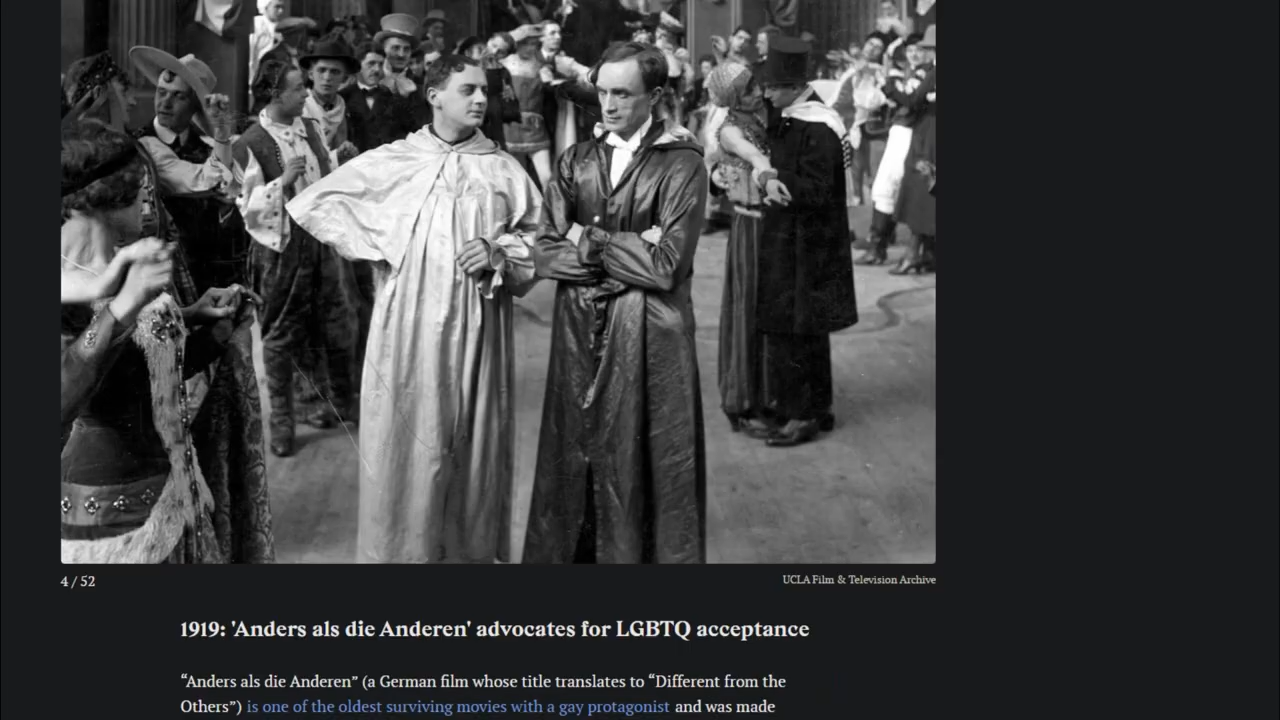 4 / 52
UCLA Film & Television Archive
1919: 'Anders als die Anderen' advocates for LGBTQ acceptance
“Anders als die Anderen” (a German film whose title translates to “Different from the
Others”) is one of the oldest surviving movies with a gay protagonist and was made